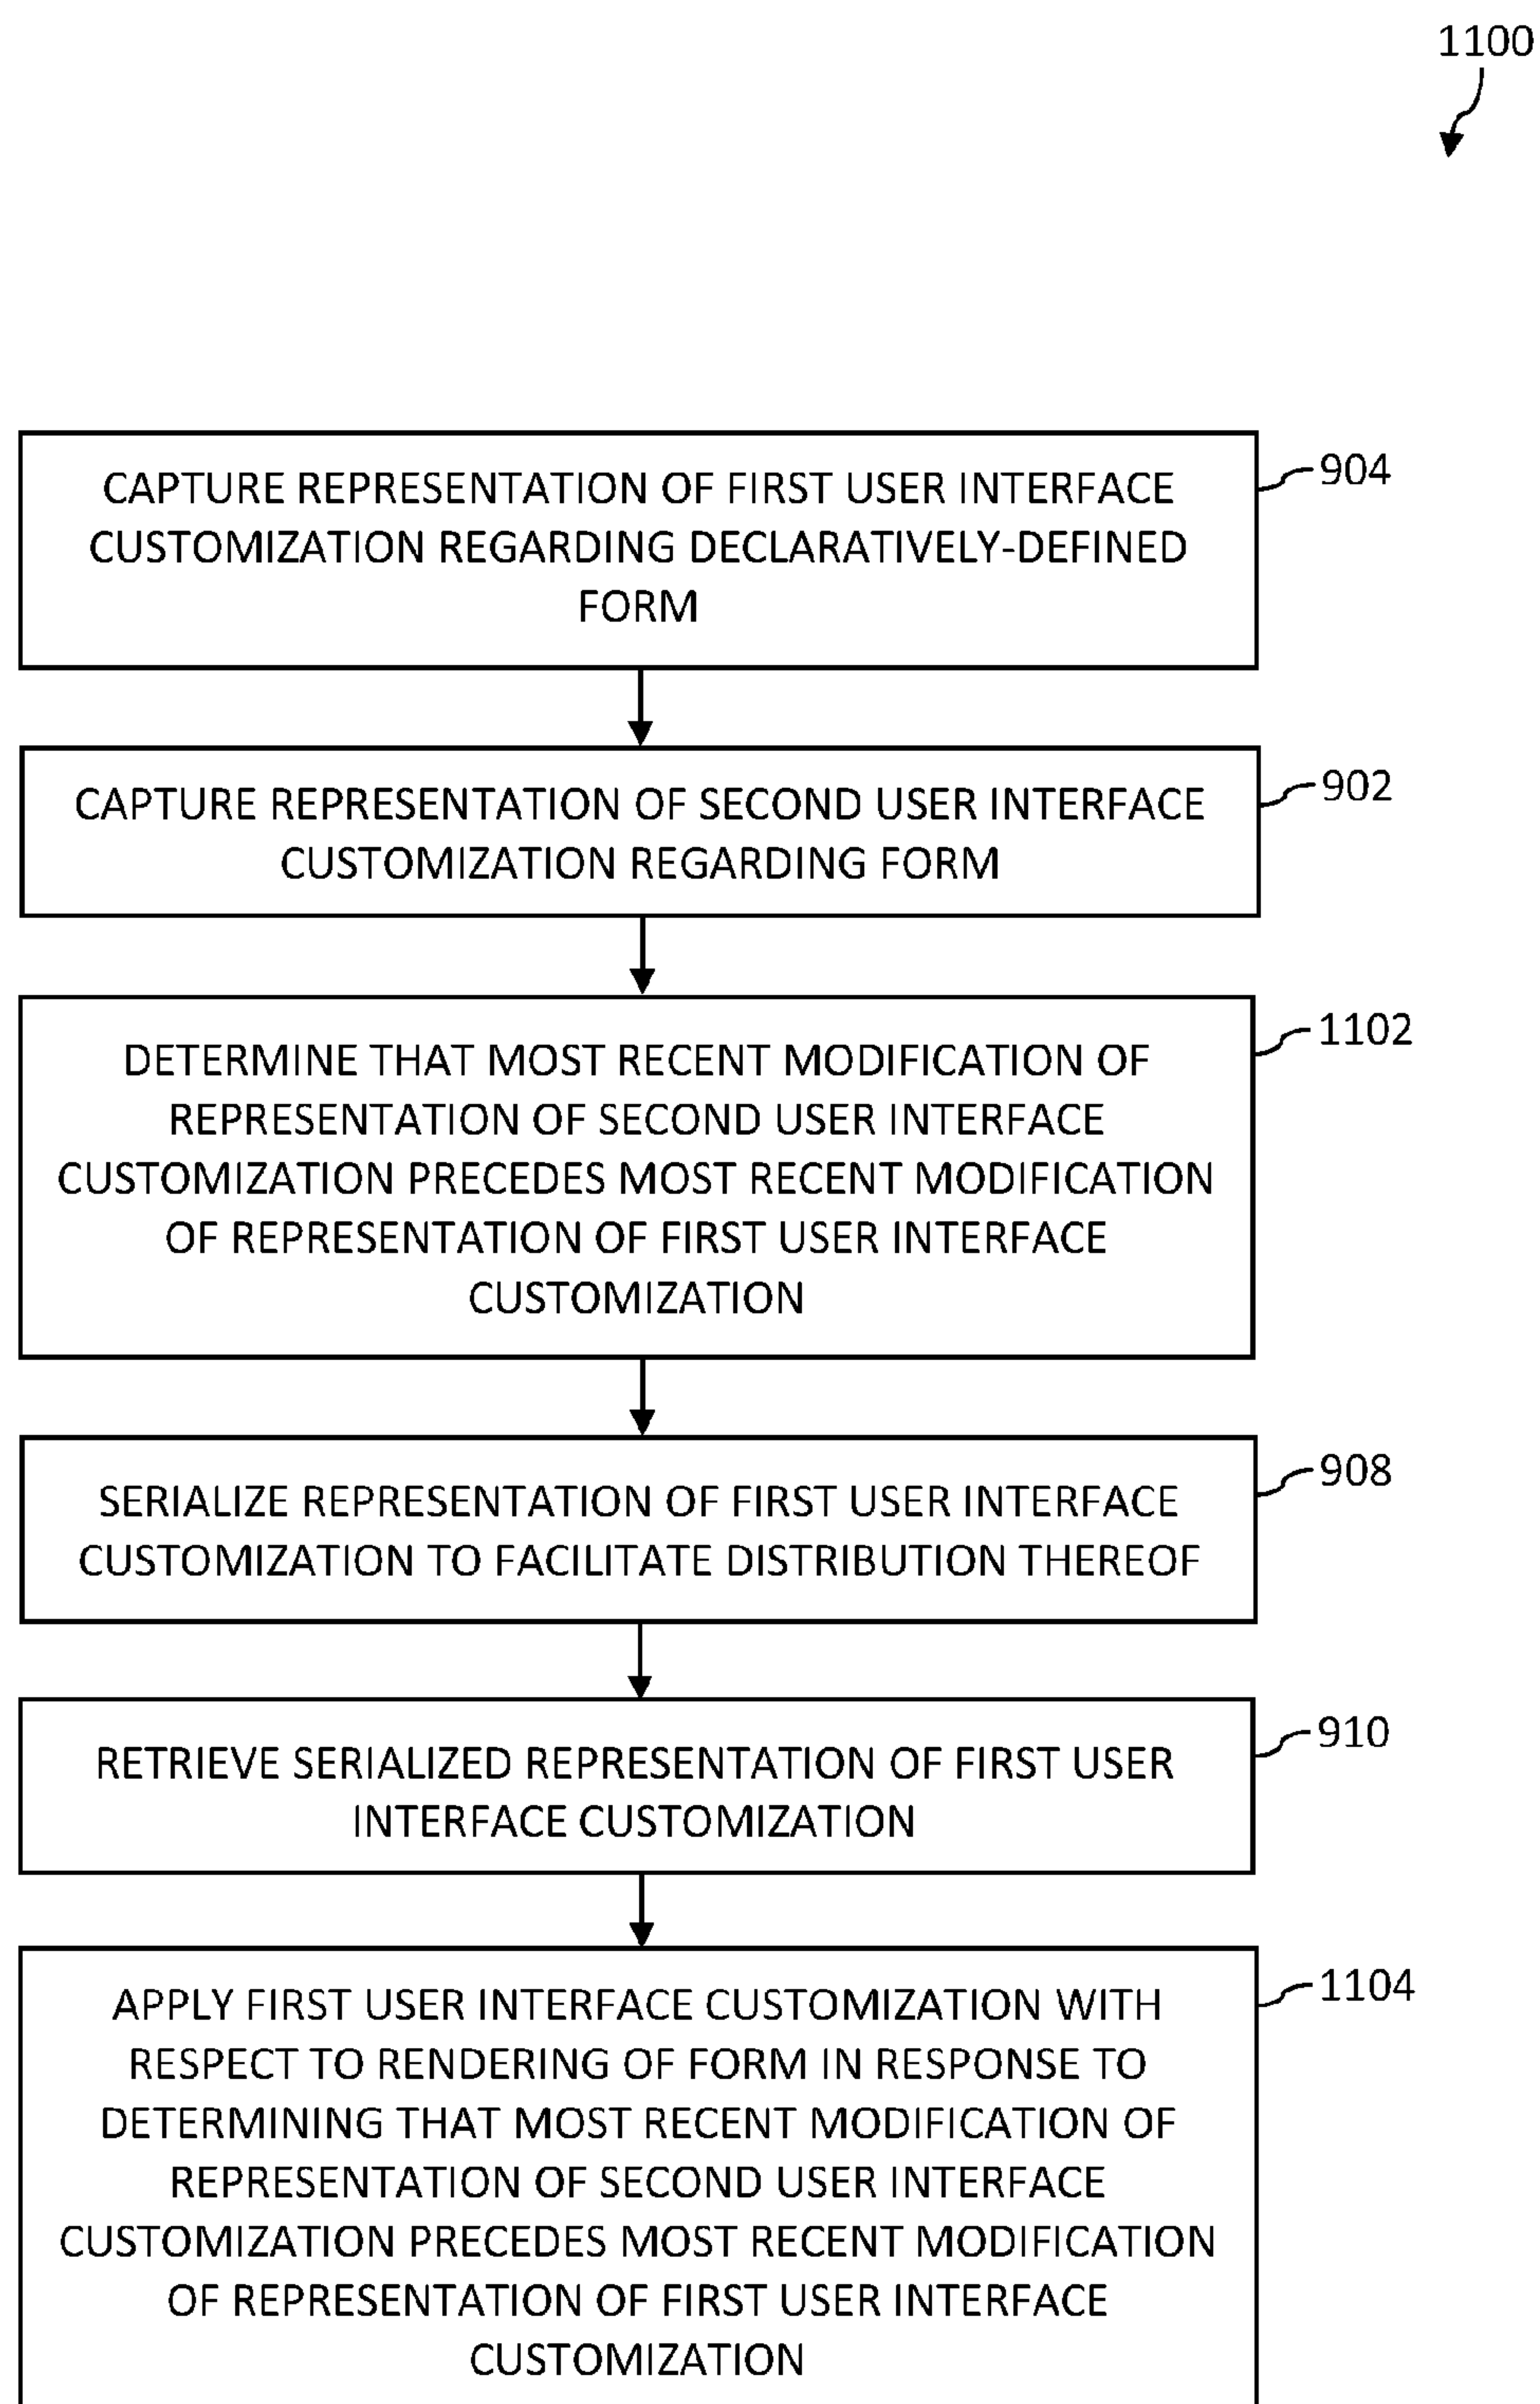 1100
CAPTURE REPRESENTATION OF FIRST USER INTERFACE
CUSTOMIZATION REGARDING DECLARATIVELY-DEFINED
FORM
904
CAPTURE REPRESENTATION OF SECOND USER INTERFACE
CUSTOMIZATION REGARDING FORM
902
DETERMINE THAT MOST RECENT MODIFICATION OF
REPRESENTATION OF SECOND USER INTERFACE
CUSTOMIZATION PRECEDES MOST RECENT MODIFICATION
OF REPRESENTATION OF FIRST USER INTERFACE
CUSTOMIZATION
1102
SERIALIZE REPRESENTATION OF FIRST USER INTERFACE
CUSTOMIZATION TO FACILITATE DISTRIBUTION THEREOF
908
RETRIEVE SERIALIZED REPRESENTATION OF FIRST USER
INTERFACE CUSTOMIZATION
910
APPLY FIRST USER INTERFACE CUSTOMIZATION WITH
RESPECT TO RENDERING OF FORM IN RESPONSE TO
DETERMINING THAT MOST RECENT MODIFICATION OF
REPRESENTATION OF SECOND USER INTERFACE
CUSTOMIZATION PRECEDES MOST RECENT MODIFICATION
OF REPRESENTATION OF FIRST USER INTERFACE
CUSTOMIZATION
1104